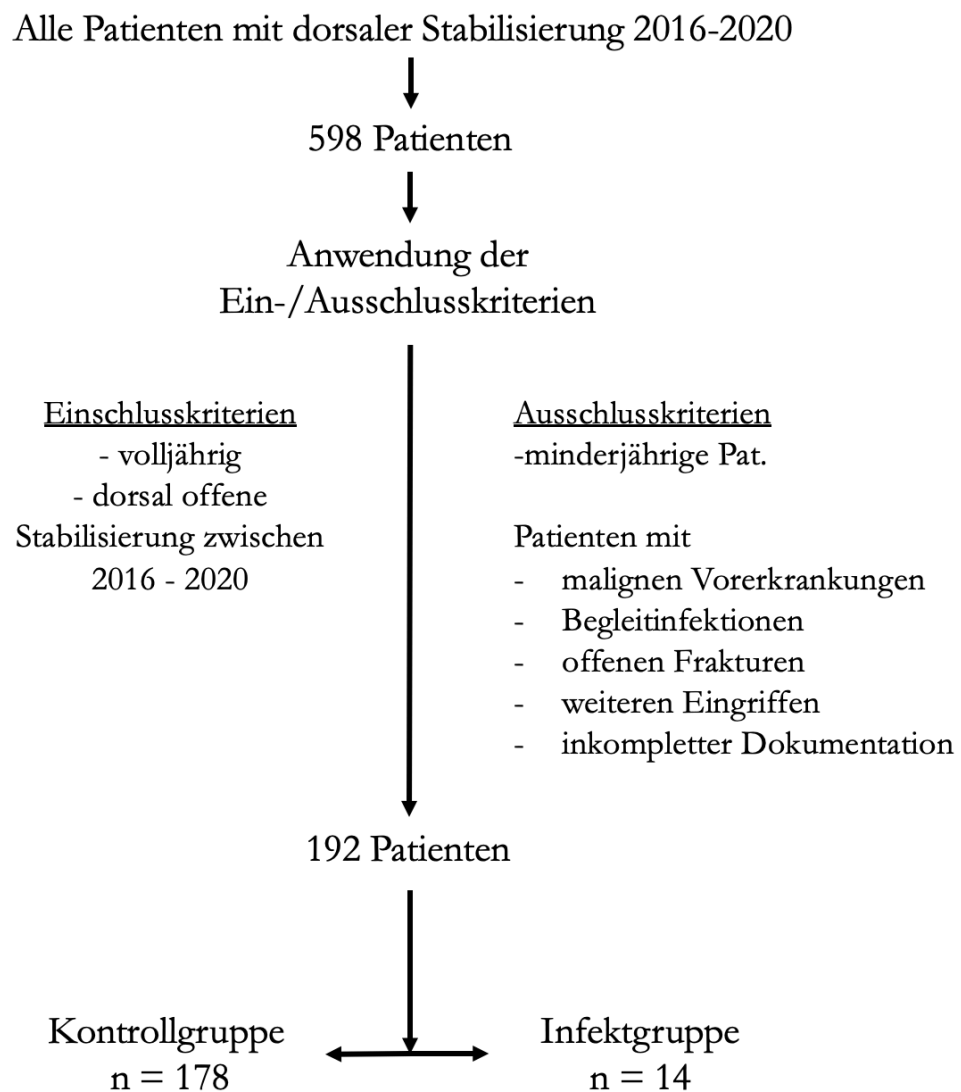 Alle Patienten mit dorsaler Stabilisierung 2016-2020
598 Patienten
Anwendung der
Ein-/Ausschlusskriterien
Einschlusskriterien
- volljährig
- dorsal offene
Stabilisierung zwischen
2016 - 2020
Ausschlusskriterien
-minderjährige Pat.
Patienten mit
- malignen Vorerkrankungen
- Begleitinfektionen
- offenen Frakturen
- weiteren Eingriffen
- inkompletter Dokumentation
192 Patienten
Kontrollgruppe
n = 178
Infektgruppe
n = 14